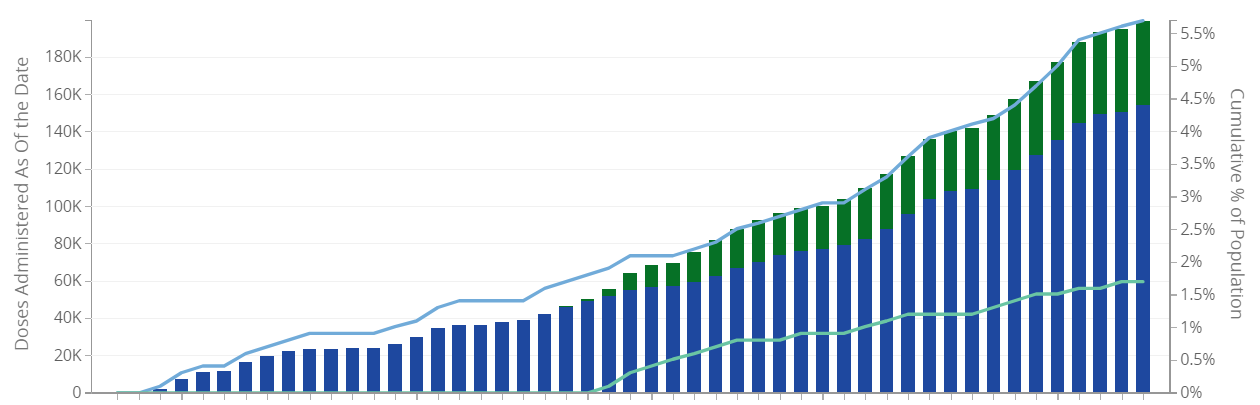 Doses Administered As Of the Date
180K
160K
140K
120K
100K
80K
60K
40K
20K
0
5.5%
5%
4.5%
4%
3.5%
3%
2.5%
2%
1.5%
1%
0.5%
0%
Cumulative % of Population